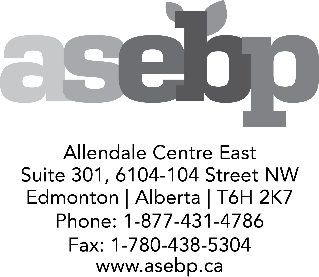 asebp
Allendale Centre East
Suite 301, 6104-104 Street NW
Edmonton | Alberta | T6H 2K7
Phone: 1-877-431-4786
Fax: 1-780-438-5304
www.asebp.ca